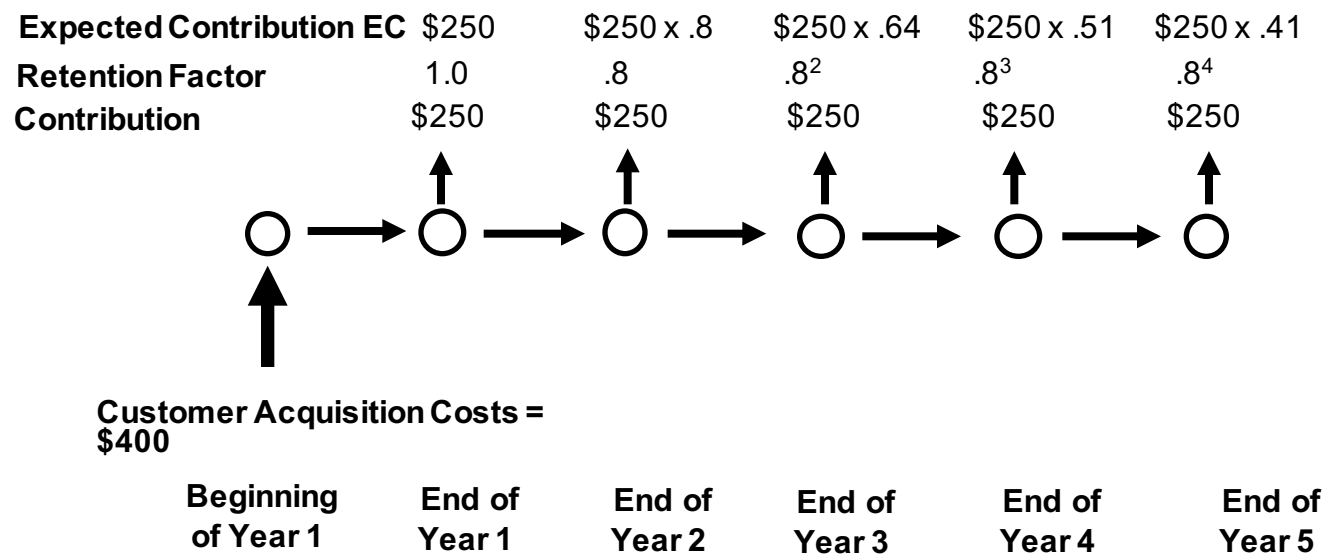 Expected Contribution EC $250 $250 x .8 $250 x .64 $250 x .51 $250 x .41
Retention Factor 1.0 .8 .8² .8³ .8⁴
Contribution $250 $250 $250 $250 $250
Customer Acquisition Costs =
$400
Beginning End of End of End of End of End of
of Year 1 Year 1 Year 2 Year 3 Year 4 Year 5